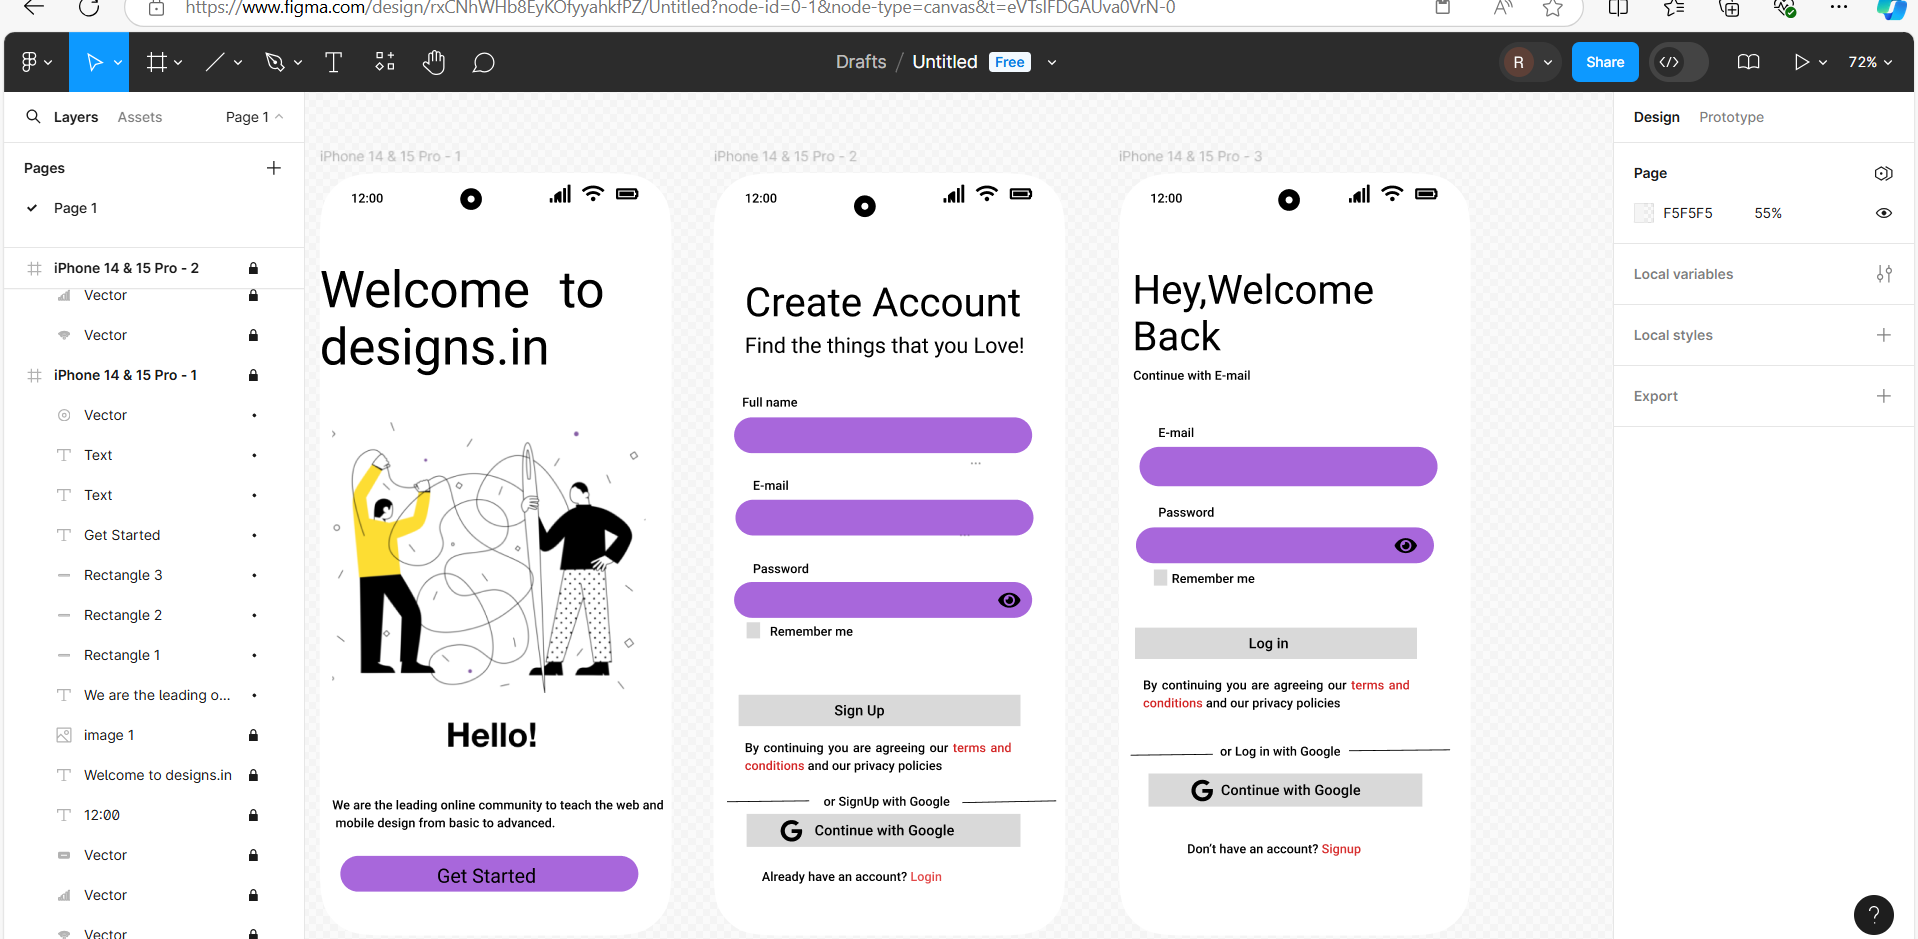 https://www.figma.com/design/rxCNhWHb8EyKOfyyahkfPZ/Untitled?node-id=0-1&node-type=canvas&t=eVTslFDGAUva0VrN-0
Drafts / Untitled Free
R
Share
72%
Layers Assets Page 1
Pages
Page 1
iPhone 14 & 15 Pro - 2
Vector
Vector
iPhone 14 & 15 Pro - 1
Vector
Text
Text
Get Started
Rectangle 3
Rectangle 2
Rectangle 1
We are the leading o...
image 1
Welcome to designs.in
12:00
Vector
Vector
Vector
iPhone 14 & 15 Pro - 1
12:00
Welcome to
designs.in
Hello!
We are the leading online community to teach the web and
mobile design from basic to advanced.
Get Started
iPhone 14 & 15 Pro - 2
12:00
Create Account
Find the things that you Love!
Full name
...
E-mail
...
Password
Remember me
Sign Up
By continuing you are agreeing our terms and
conditions and our privacy policies
or SignUp with Google
G Continue with Google
Already have an account? Login
iPhone 14 & 15 Pro - 3
12:00
Hey,Welcome
Back
Continue with E-mail
E-mail
Password
Remember me
Log in
By continuing you are agreeing our terms and
conditions and our privacy policies
or Log in with Google
G Continue with Google
Don't have an account? Signup
Design Prototype
Page
F5F5F5 55%
Local variables
Local styles
Export
?